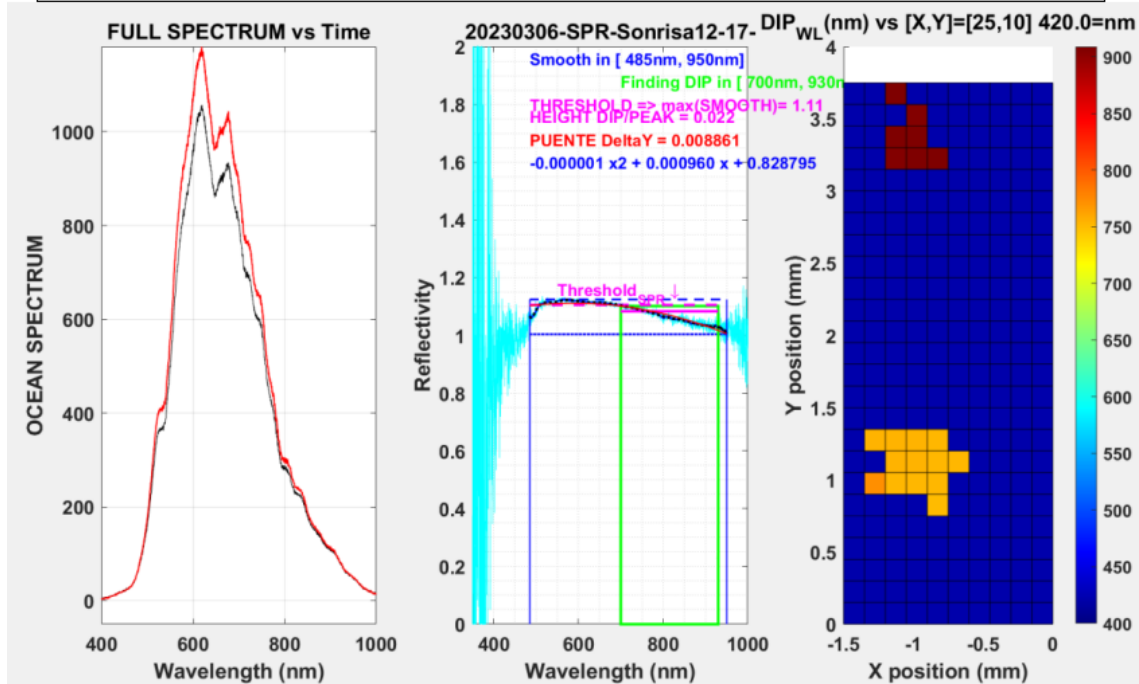 FULL SPECTRUM vs Time
OCEAN SPECTRUM
1000
800
600
400
200
0
400 600 800 1000
Wavelength (nm)
20230306-SPR-Sonrisa12-17-
Smooth in [ 485nm, 950nm]
Finding DIP in [ 700nm, 930n
THRESHOLD => max(SMOGTH)= 1.11
HEIGHT DIP/PEAK = 0.022
PUENTE DeltaY = 0.008861
-0.000001 x2 + 0.000960 x + 0.828795
Threshold SPR ↓
Reflectivity
2
1.8
1.6
1.4
1.2
1
0.8
0.6
0.4
0.2
0
400 600 800 1000
Wavelength (nm)
DIP WL (nm) vs [X,Y]=[25,10] 420.0=nm
Y position (mm)
4
3.5
3
2.5
2
1.5
1
0.5
0
-1.5 -1 -0.5 0
X position (mm)
900
850
800
750
700
650
600
550
500
450
400